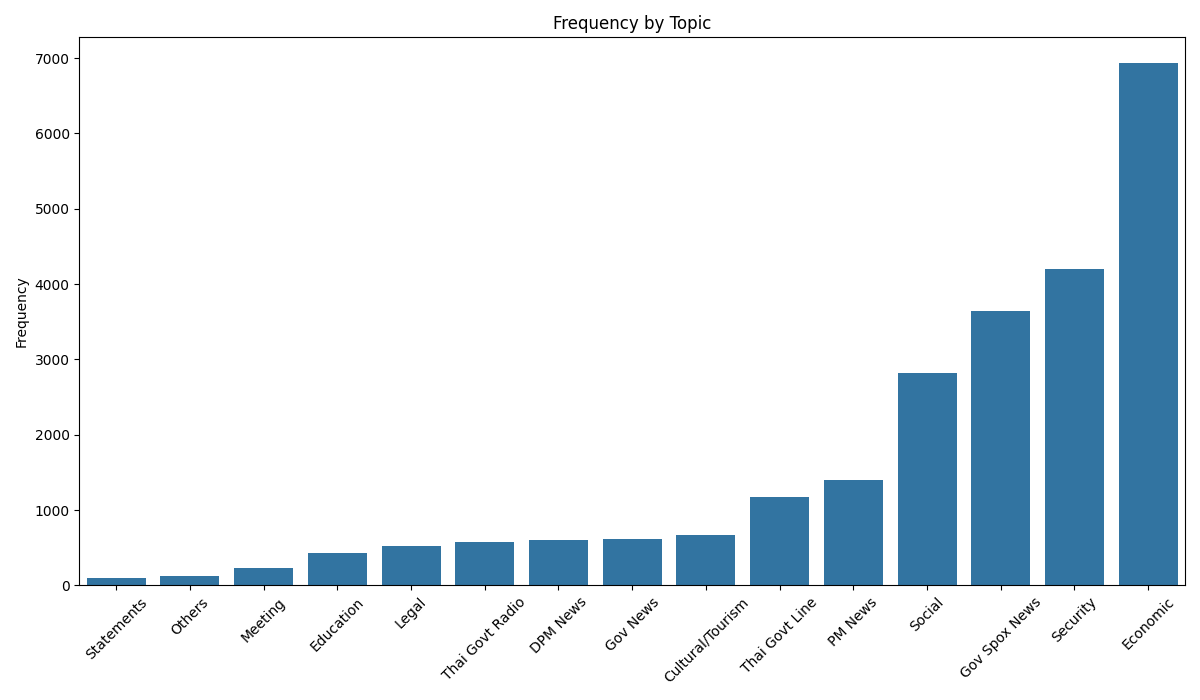 Frequency by Topic
Frequency
7000
6000
5000
4000
3000
2000
1000
0
Statements
Others
Meeting
Education
Legal
Thai Govt Radio
DPM News
Gov News
Cultural/Tourism
Thai Govt Line
PM News
Social
Gov Spox News
Security
Economic